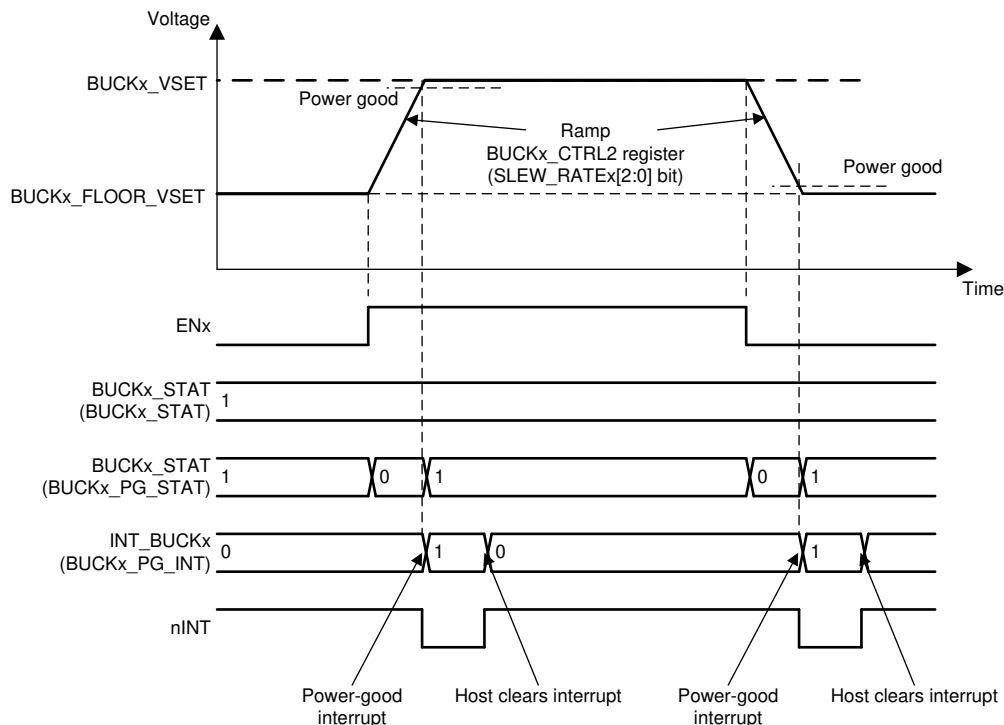 Voltage
BUCKx_VSET
Power good
Ramp
BUCKx_CTRL2 register
(SLEW_RATEx[2:0] bit)
Power good
BUCKx_FLOOR_VSET
Time
ENx
BUCKx_STAT
(BUCKx_STAT)
1
BUCKx_STAT
(BUCKx_PG_STAT)
1
0
1
0
1
INT_BUCKx
(BUCKx_PG_INT)
0
1
0
1
nINT
Power-good
interrupt
Host clears interrupt
Power-good
interrupt
Host clears interrupt